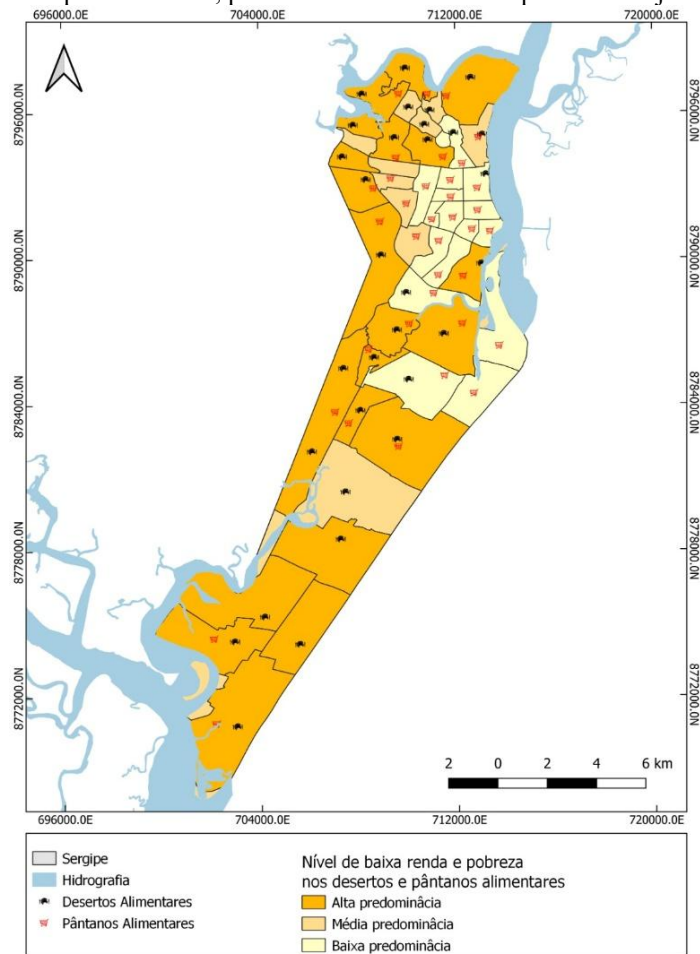 696000.0E 704000.0E 712000.0E 720000.0E
8796000.0N 8796000.0N
8790000.0N 8790000.0N
8784000.0N 8784000.0N
8778000.0N 8778000.0N
8772000.0N 8772000.0N
2 0 2 4 6 km
696000.0E 704000.0E 712000.0E 720000.0E
Sergipe
Hidrografia
Desertos Alimentares
Pântanos Alimentares
Nível de baixa renda e pobreza
nos desertos e pântanos alimentares
Alta predominâcia
Média predominâcia
Baixa predominâcia